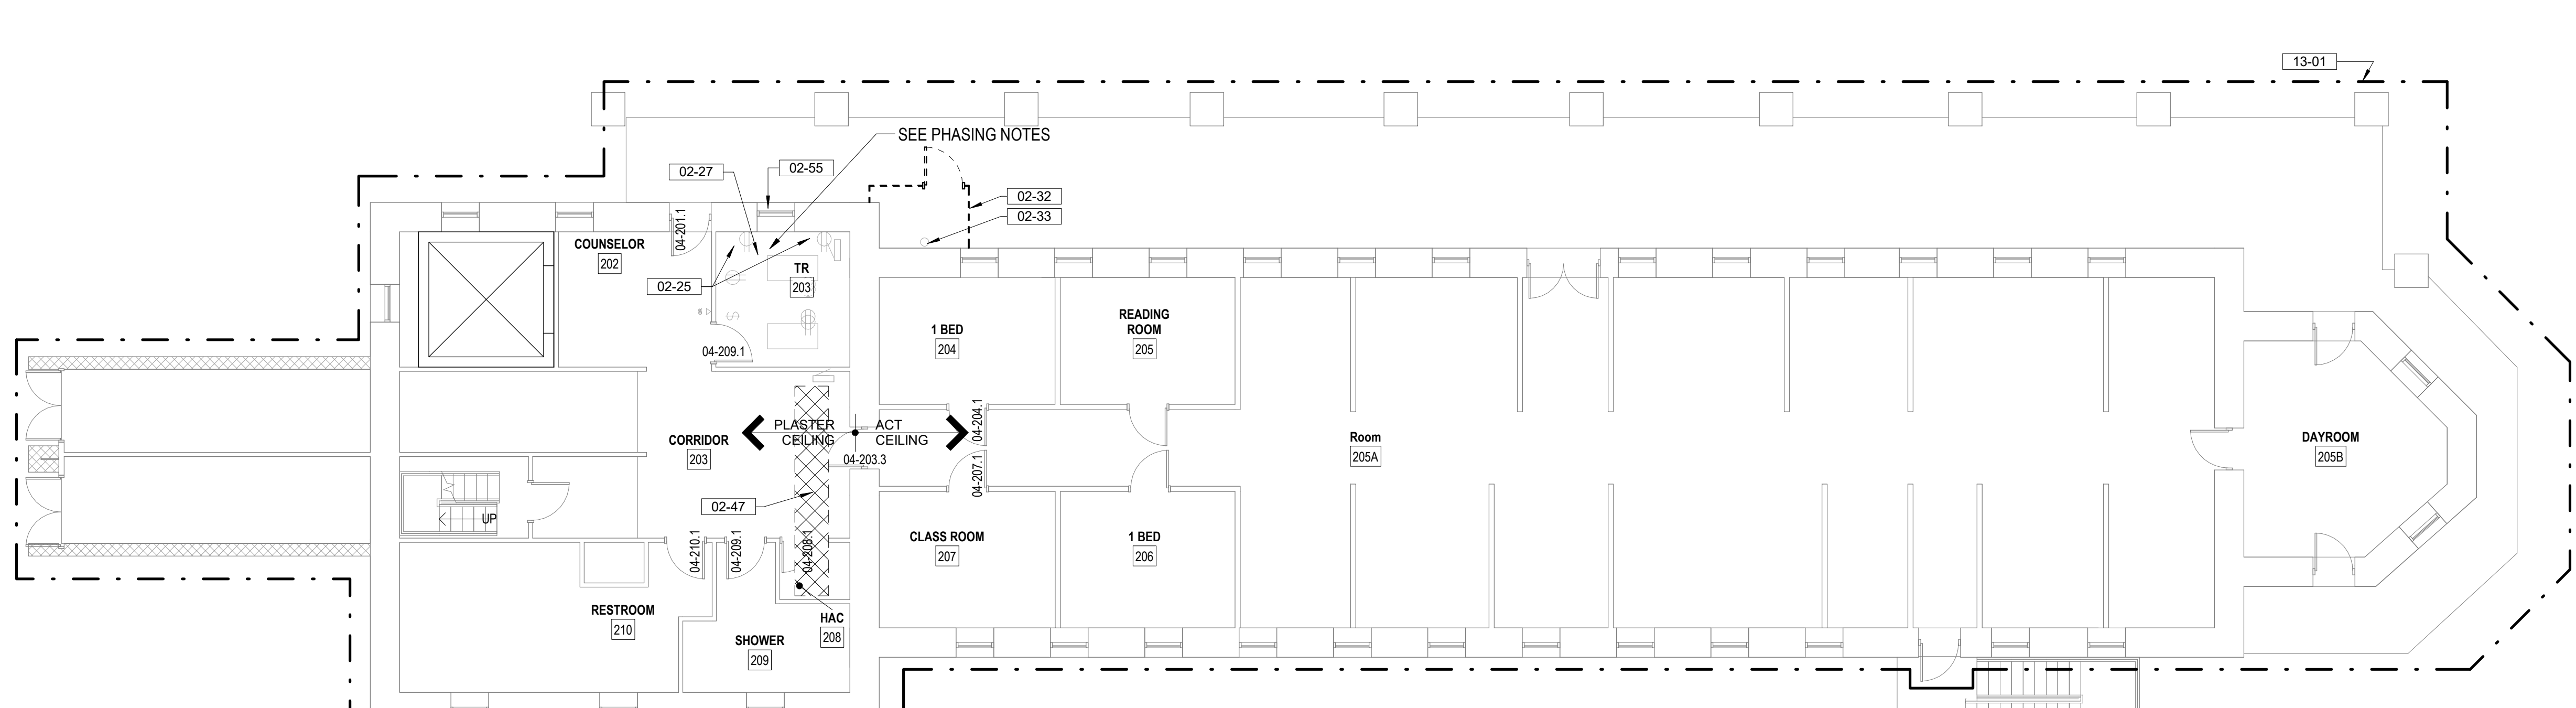 13-01
SEE PHASING NOTES
02-27
02-55
02-32
02-33
04-201.1
COUNSELOR
202
TR
203
02-25
$
04-209.1
1 BED
204
READING
ROOM
205
PLASTER
CEILING
ACT
CEILING
04-204.1
CORRIDOR
203
04-203.3
04-207.1
Room
205A
DAYROOM
205B
02-47
UP
04-210.1
04-209.1
04-208.1
CLASS ROOM
207
1 BED
206
RESTROOM
210
SHOWER
209
HAC
208